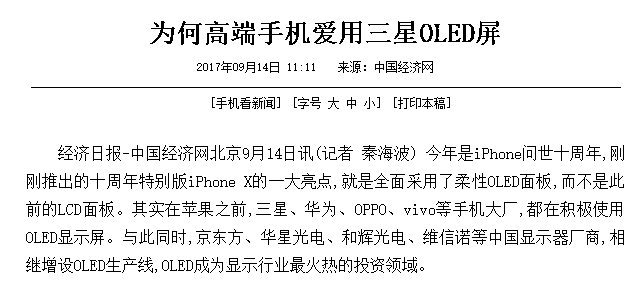 为何高端手机爱用三星OLED屏
2017年09月14日 11:11 来源：中国经济网
[手机看新闻] [字号 大 中 小] [打印本稿]
经济日报-中国经济网北京9月14日讯(记者 秦海波) 今年是iPhone问世十周年,刚
刚推出的十周年特别版iPhone X的一大亮点,就是全面采用了柔性OLED面板,而不是此
前的LCD面板。其实在苹果之前,三星、华为、OPPO、vivo等手机大厂,都在积极使用
OLED显示屏。与此同时,京东方、华星光电、和辉光电、维信诺等中国显示器厂商,相
继增设OLED生产线,OLED成为显示行业最火热的投资领域。